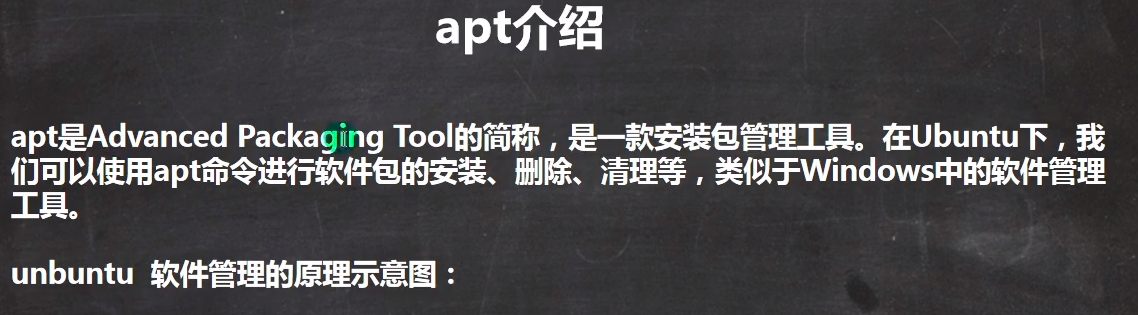 apt介绍
apt是Advanced Packaging Tool的简称，是一款安装包管理工具。在Ubuntu下，我
们可以使用apt命令进行软件包的安装、删除、清理等，类似于Windows中的软件管理
工具。
unbuntu 软件管理的原理示意图：